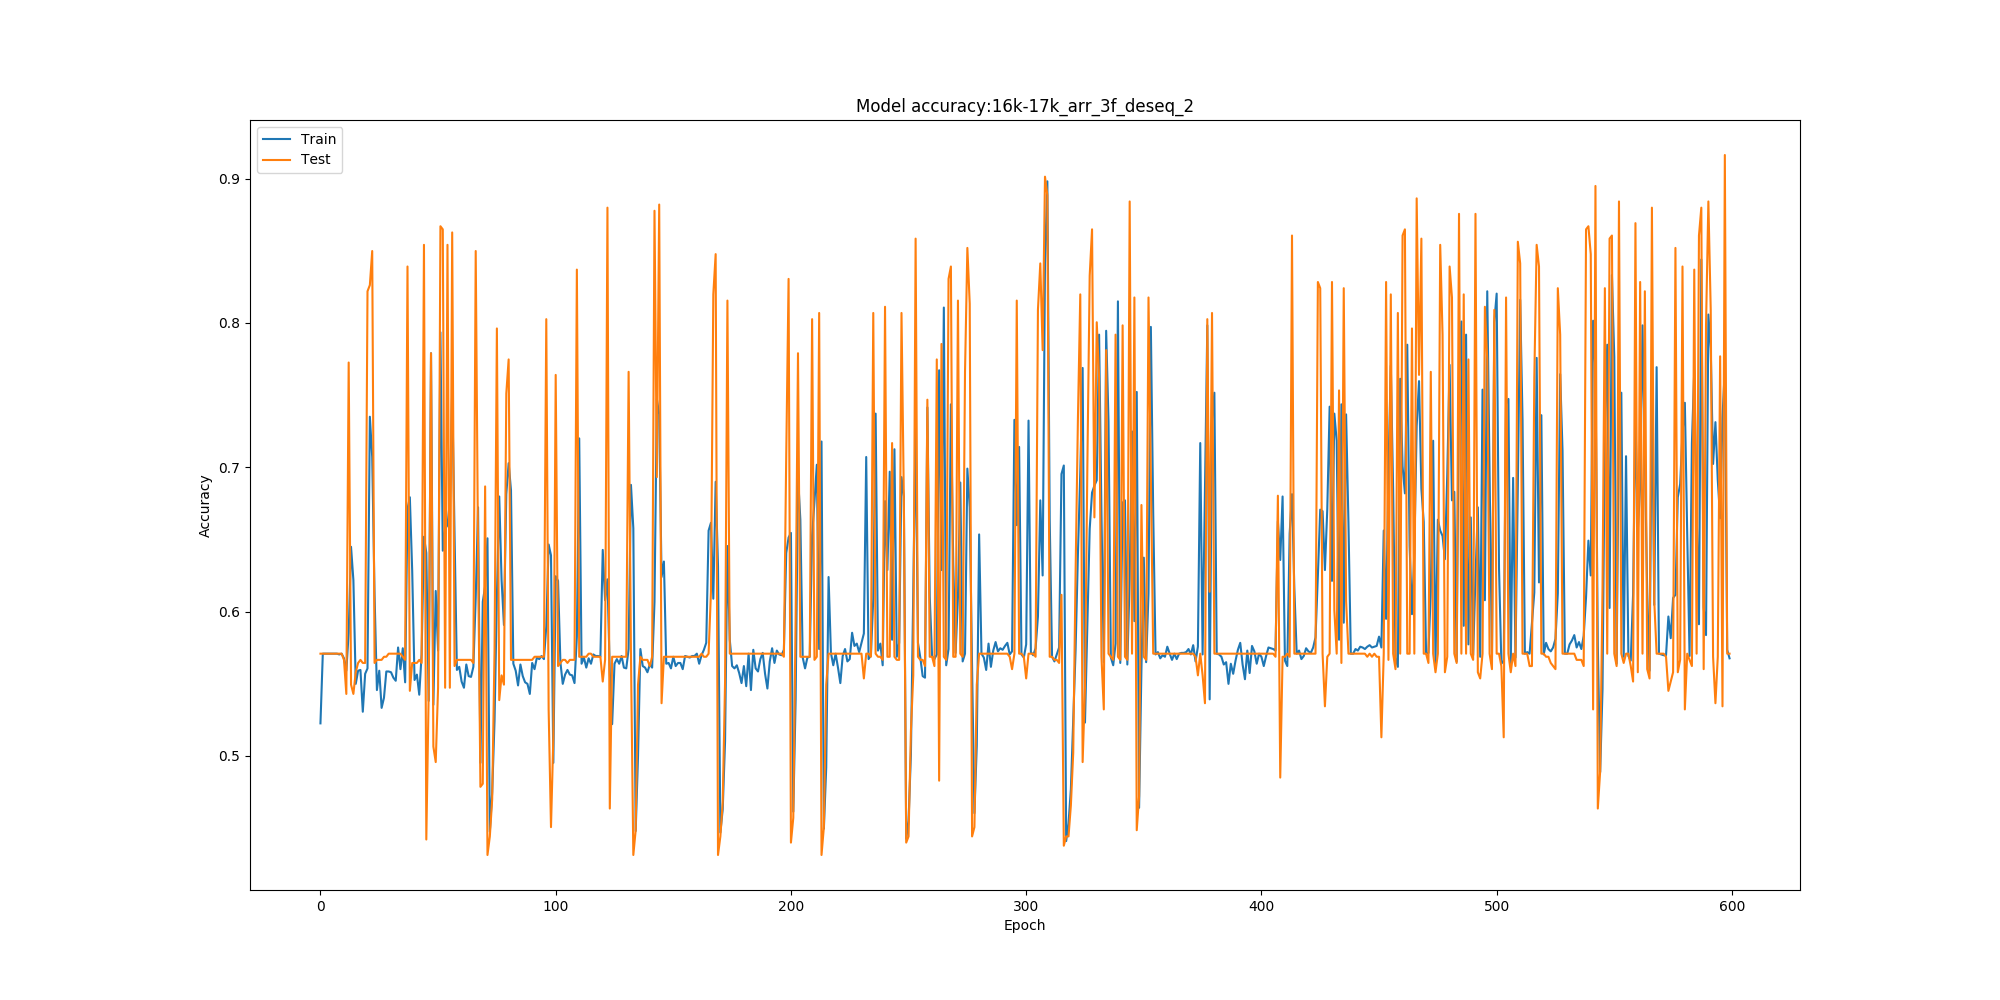 Model accuracy:16k-17k_arr_3f_deseq_2
Train
Test
Accuracy
0.9
0.8
0.7
0.6
0.5
0 100 200 300 400 500 600
Epoch